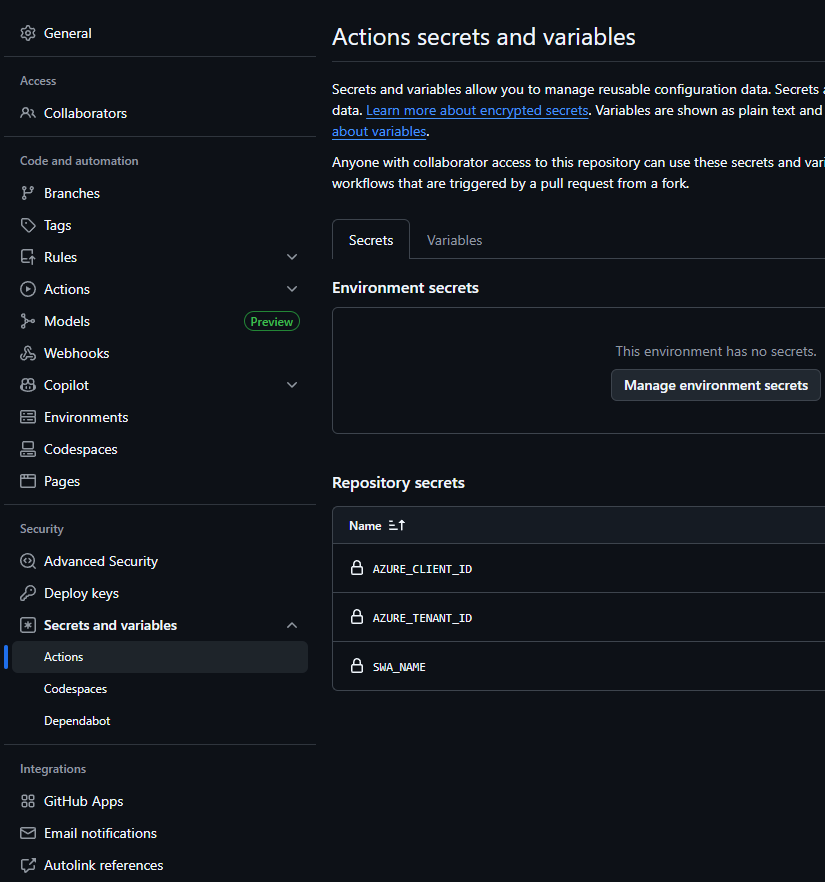 General
Access
Collaborators
Code and automation
Branches
Tags
Rules
Actions
Models
Preview
Webhooks
Copilot
Environments
Codespaces
Pages
Security
Advanced Security
Deploy keys
Secrets and variables
Actions
Codespaces
Dependabot
Integrations
GitHub Apps
Email notifications
Autolink references
Actions secrets and variables
Secrets and variables allow you to manage reusable configuration data. Secrets
data. Learn more about encrypted secrets. Variables are shown as plain text and
about variables.
Anyone with collaborator access to this repository can use these secrets and vari
workflows that are triggered by a pull request from a fork.
Secrets
Variables
Environment secrets
This environment has no secrets.
Manage environment secrets
Repository secrets
Name
AZURE_CLIENT_ID
AZURE_TENANT_ID
SWA_NAME